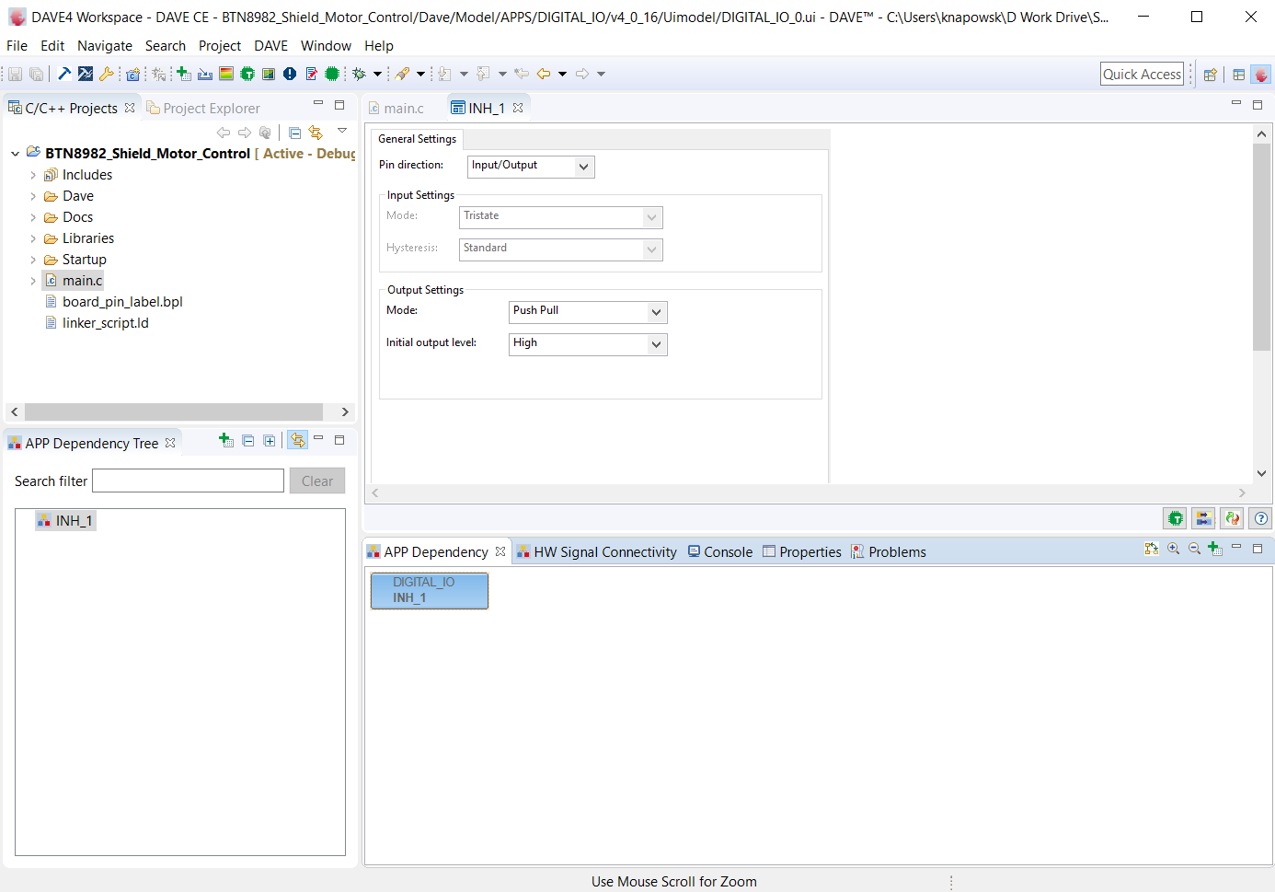 DAVE4 Workspace - DAVE CE - BTN8982_Shield_Motor_Control/Dave/Model/APPS/DIGITAL_IO/v4_0_16/Uimodel/DIGITAL_IO_0.ui - DAVE™ - C:\Users\knapowsk\D Work Drive\S...
File Edit Navigate Search Project DAVE Window Help
Quick Access
C/C++ Projects Project Explorer
BTN8982_Shield_Motor_Control [ Active - Debug
Includes
Dave
Docs
Libraries
Startup
main.c
board_pin_label.bpl
linker_script.ld
main.c INH_1
General Settings
Pin direction: Input/Output
Input Settings
Mode: Tristate
Hysteresis: Standard
Output Settings
Mode: Push Pull
Initial output level: High
APP Dependency Tree
Search filter Clear
INH_1
APP Dependency HW Signal Connectivity Console Properties Problems
DIGITAL_IO
INH_1
Use Mouse Scroll for Zoom